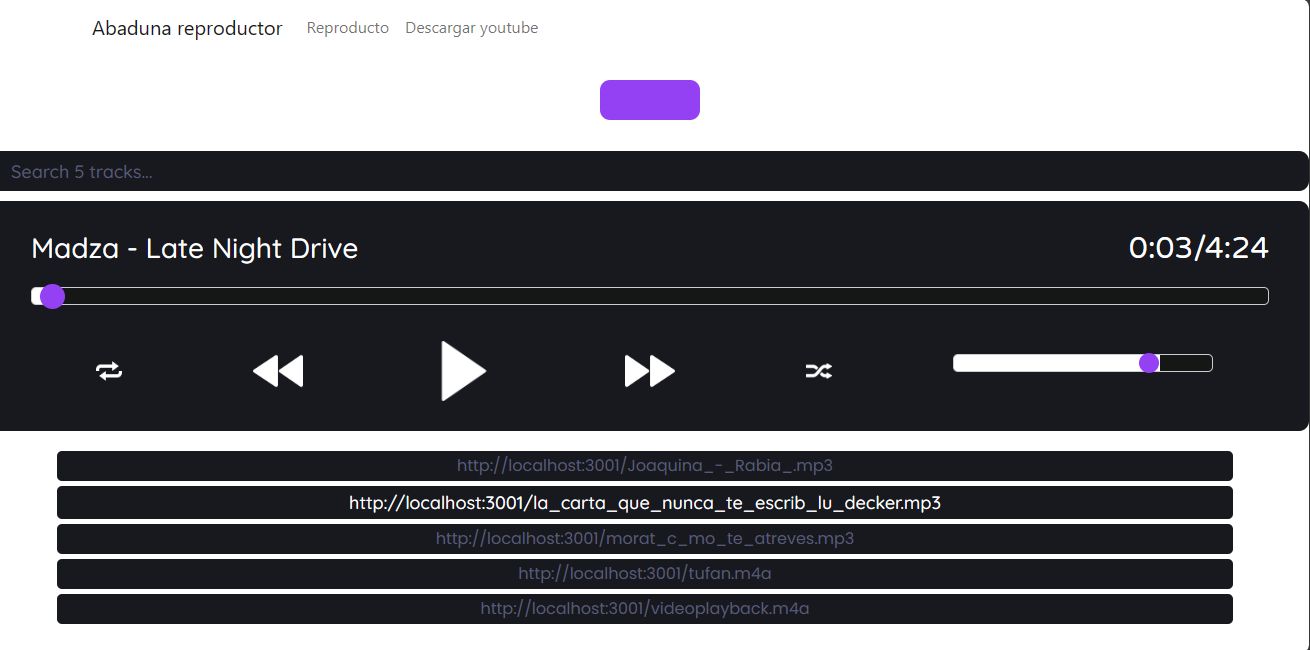 Abaduna reproductor Reproducto Descargar youtube
Search 5 tracks...
Madza - Late Night Drive 0:03/4:24
http://localhost:3001/Joaquina_-_Rabia_.mp3
http://localhost:3001/la_carta_que_nunca_te_escrib_lu_decker.mp3
http://localhost:3001/morat_c_mo_te_atreves.mp3
http://localhost:3001/tufan.m4a
http://localhost:3001/videoplayback.m4a